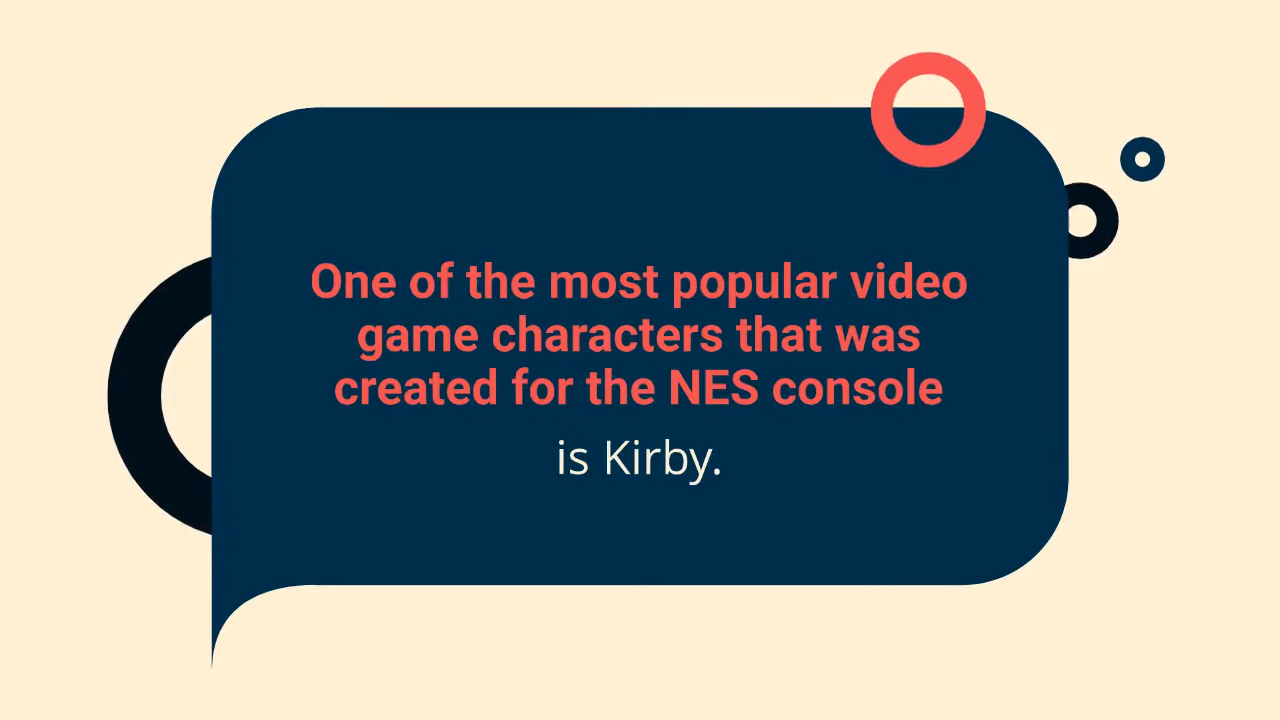 One of the most popular video
game characters that was
created for the NES console
is Kirby.